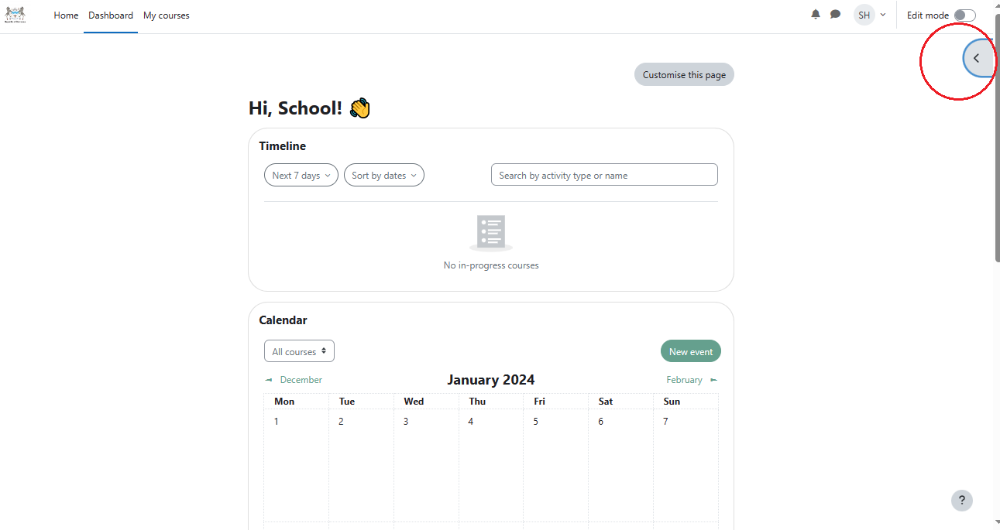 Home Dashboard My courses SH Edit mode
Customise this page
Hi, School!
Timeline
Next 7 days Sort by dates Search by activity type or name
No in-progress courses
Calendar
All courses New event
◄ December January 2024 February ►
Mon Tue Wed Thu Fri Sat Sun
1 2 3 4 5 6 7
?